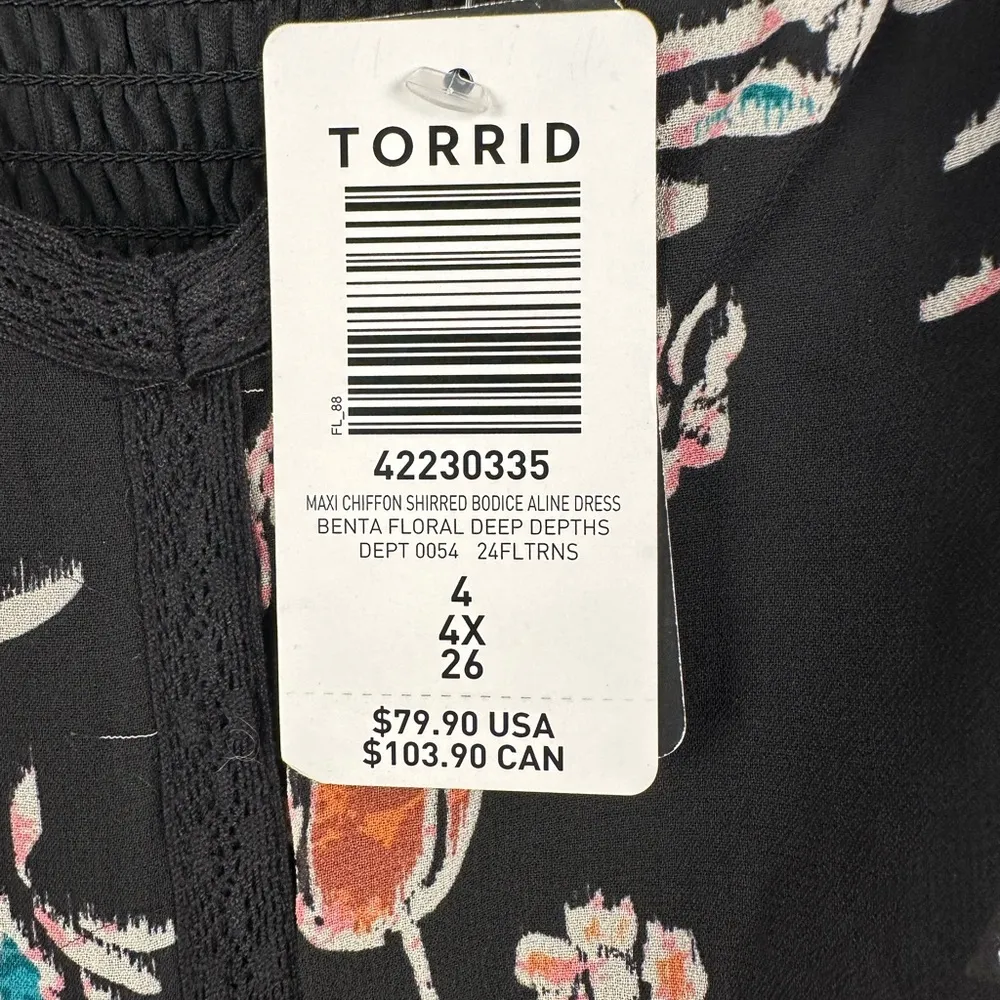 TORRID
FL_88
42230335
MAXI CHIFFON SHIRRED BODICE ALINE DRESS
BENTA FLORAL DEEP DEPTHS
DEPT 0054 24FLTRNS
4
4X
26
$79.90 USA
$103.90 CAN